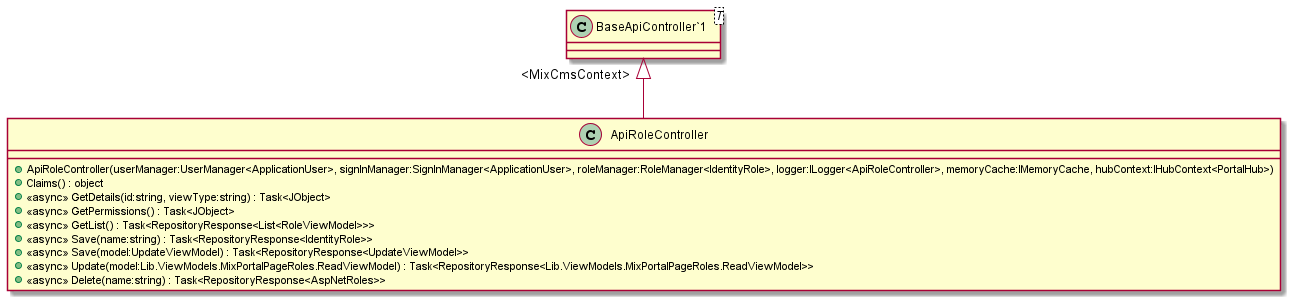 C BaseApiController`1 T
<MixCmsContext>
C ApiRoleController
ApiRoleController(userManager:UserManager<ApplicationUser>, signInManager:SignInManager<ApplicationUser>, roleManager:RoleManager<IdentityRole>, logger:ILogger<ApiRoleController>, memoryCache:IMemoryCache, hubContext:IHubContext<PortalHub>)
Claims() : object
«async» GetDetails(id:string, viewType:string) : Task<JObject>
«async» GetPermissions() : Task<JObject>
«async» GetList() : Task<RepositoryResponse<List<RoleViewModel>>>
«async» Save(name:string) : Task<RepositoryResponse<IdentityRole>>
«async» Save(model:UpdateViewModel) : Task<RepositoryResponse<UpdateViewModel>>
«async» Update(model:Lib.ViewModels.MixPortalPageRoles.ReadViewModel) : Task<RepositoryResponse<Lib.ViewModels.MixPortalPageRoles.ReadViewModel>>
«async» Delete(name:string) : Task<RepositoryResponse<AspNetRoles>>